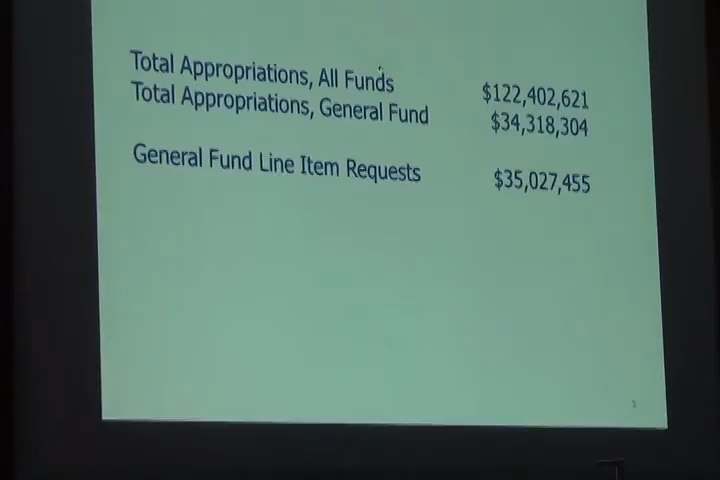 Total Appropriations, All Funds $122,402,621
Total Appropriations, General Fund $34,318,304
General Fund Line Item Requests $35,027,455